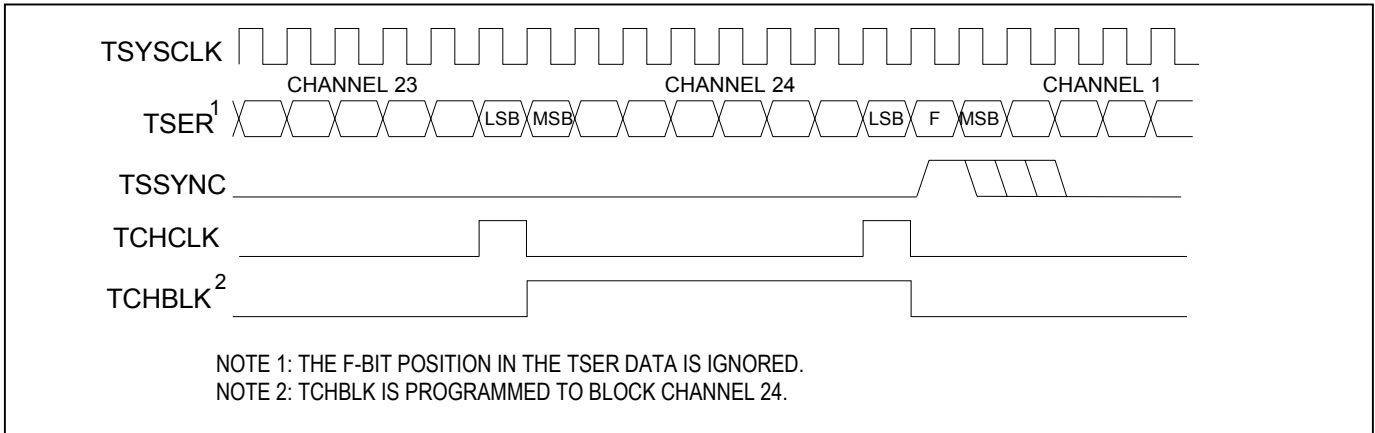 TSYSCLK
CHANNEL 23 CHANNEL 24 CHANNEL 1
TSER1 LSB MSB LSB F MSB
TSSYNC
TCHCLK
TCHBLK2
NOTE 1: THE F-BIT POSITION IN THE TSER DATA IS IGNORED.
NOTE 2: TCHBLK IS PROGRAMMED TO BLOCK CHANNEL 24.